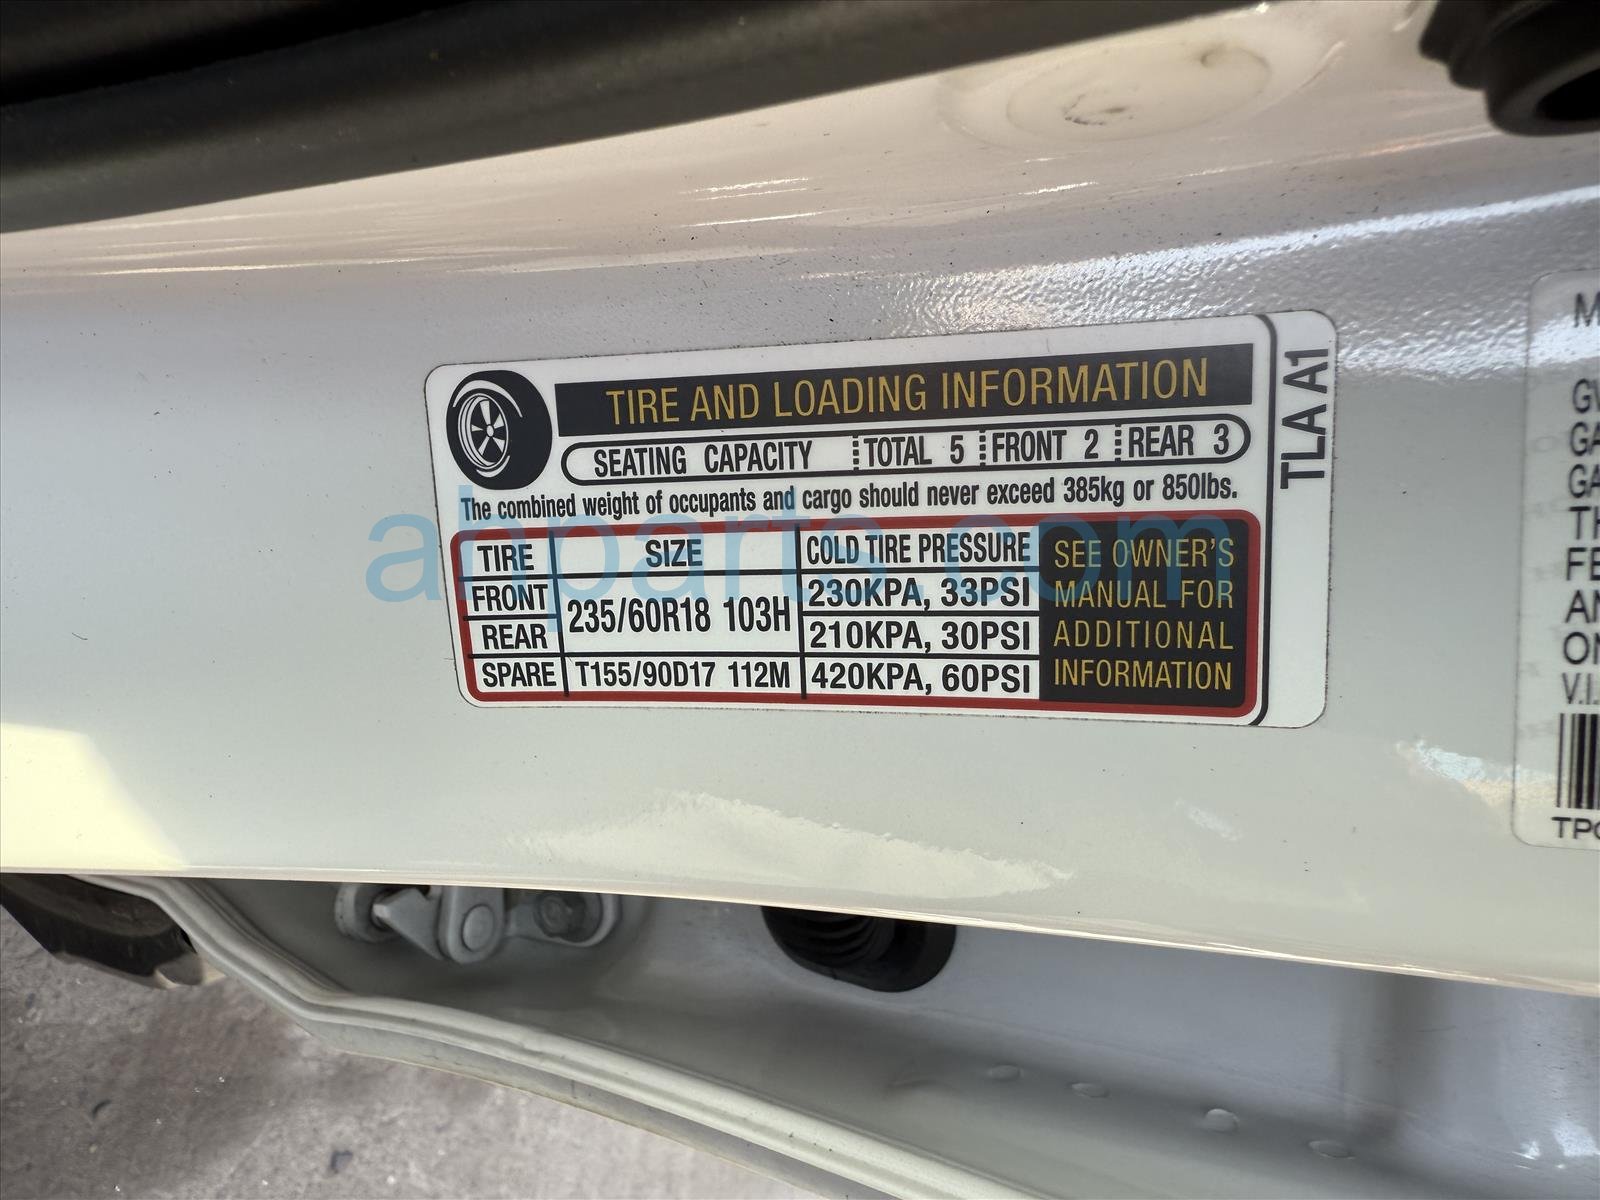 TIRE AND LOADING INFORMATION
SEATING CAPACITY TOTAL 5 FRONT 2 REAR 3
The combined weight of occupants and cargo should never exceed 385kg or 850lbs.
TIRE SIZE COLD TIRE PRESSURE
FRONT 235/60R18 103H 230KPA, 33PSI
REAR 210KPA, 30PSI
SPARE T155/90D17 112M 420KPA, 60PSI
SEE OWNER'S
MANUAL FOR
ADDITIONAL
INFORMATION
TLA A1
ahparts.com